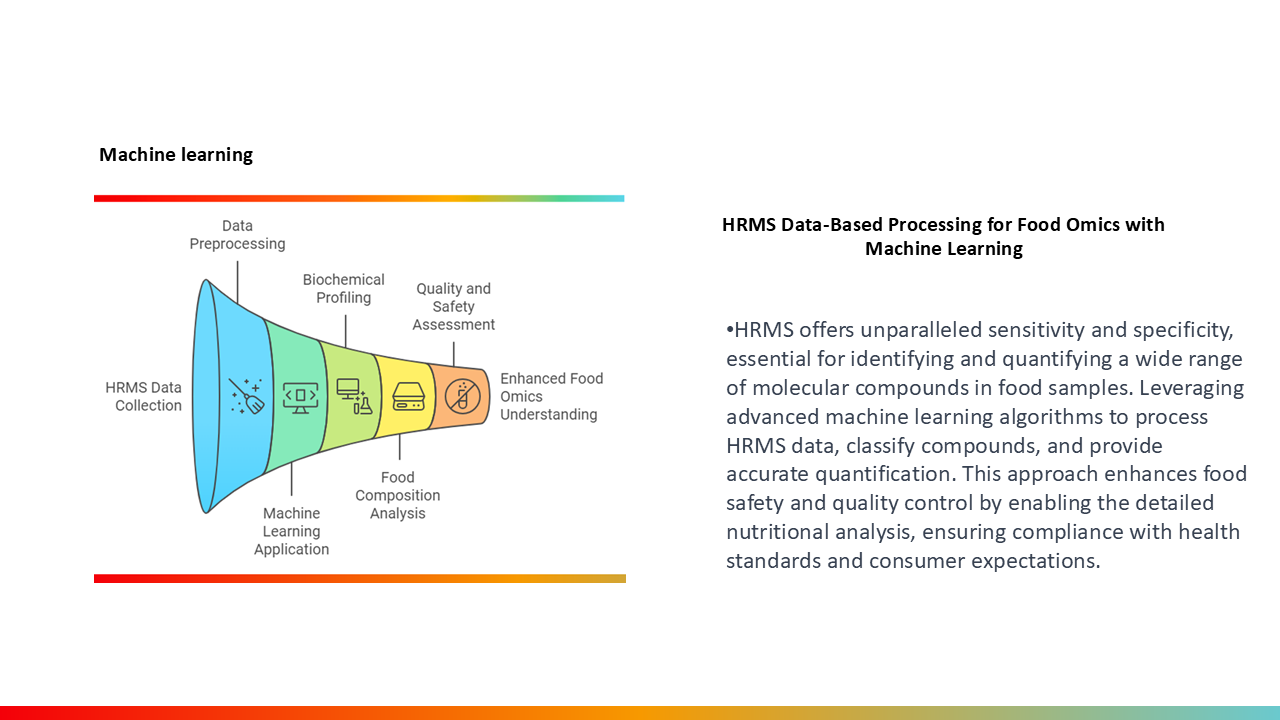 Machine learning
Data
Preprocessing
Biochemical
Profiling
Quality and
Safety
Assessment
HRMS Data
Collection
Enhanced Food
Omics
Understanding
Food
Composition
Analysis
Machine
Learning
Application
HRMS Data-Based Processing for Food Omics with
Machine Learning
•HRMS offers unparalleled sensitivity and specificity,
essential for identifying and quantifying a wide range
of molecular compounds in food samples. Leveraging
advanced machine learning algorithms to process
HRMS data, classify compounds, and provide
accurate quantification. This approach enhances food
safety and quality control by enabling the detailed
nutritional analysis, ensuring compliance with health
standards and consumer expectations.